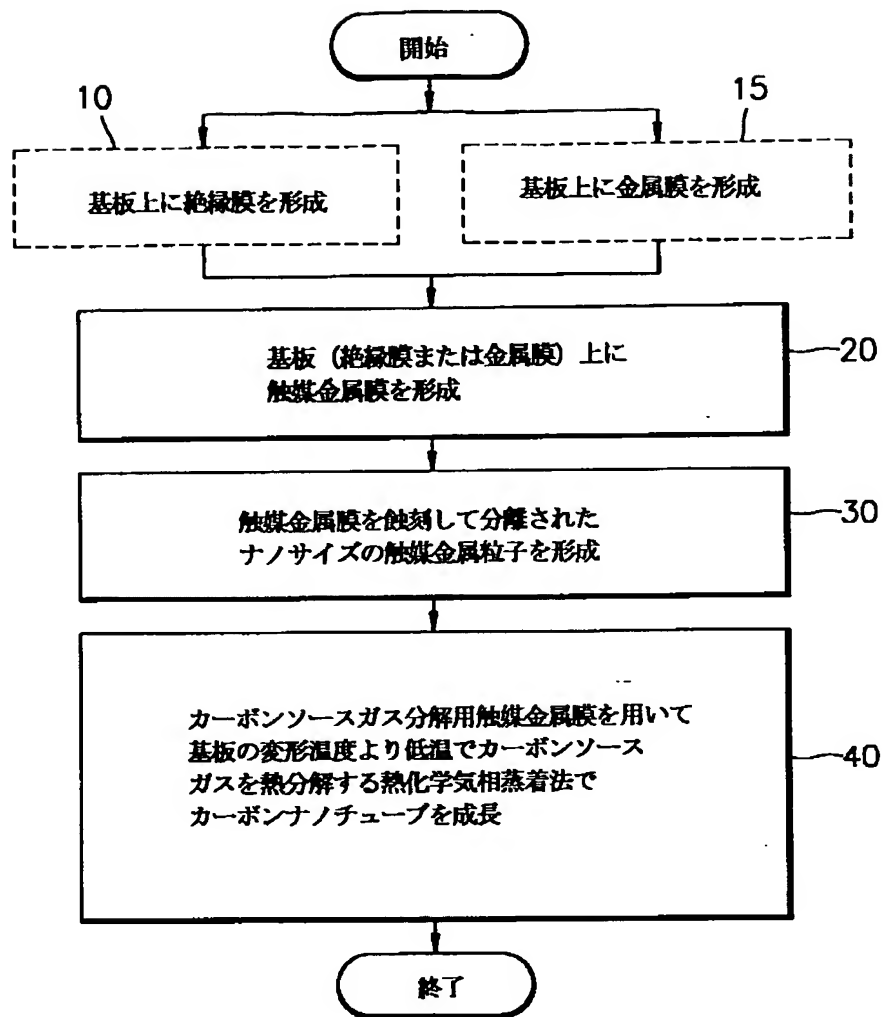 開始
10
15
基板上に絶縁膜を形成
基板上に金属膜を形成
基板（絶縁膜または金属膜）上に
触媒金属膜を形成
20
触媒金属膜を蝕刻して分離された
ナノサイズの触媒金属粒子を形成
30
カーボンソースガス分解用触媒金属膜を用いて
基板の変形温度より低温でカーボンソース
ガスを熱分解する熱化学気相蒸着法で
カーボンナノチューブを成長
40
終了